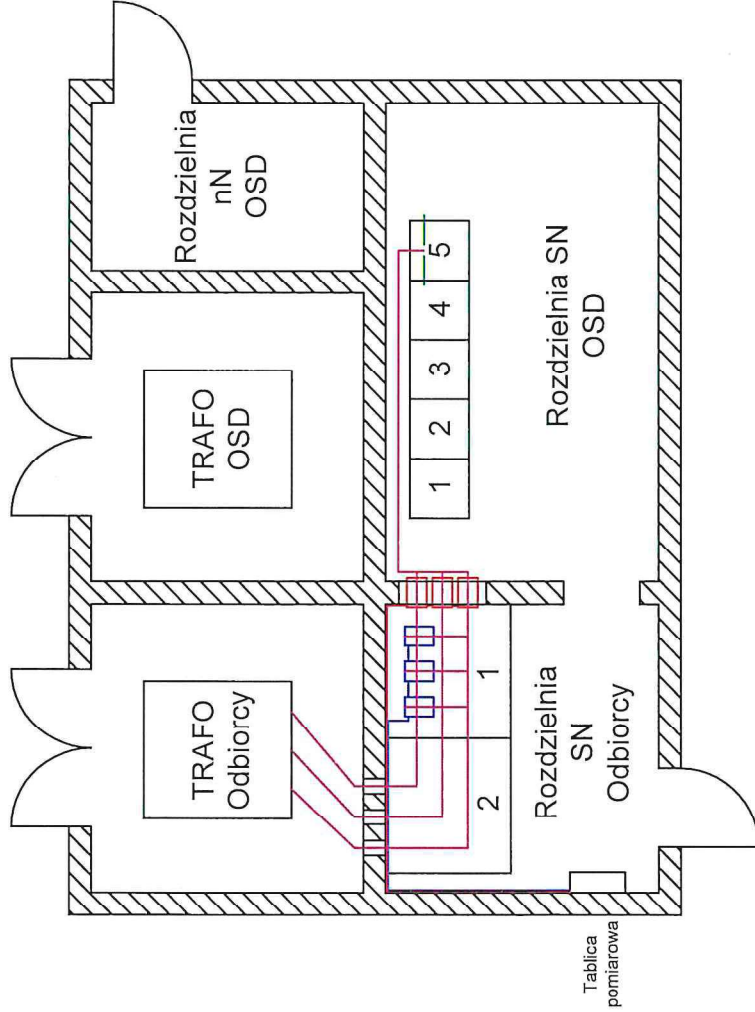 TRAFO
Odbiorcy
TRAFO
OSD
Rozdzielnia
nN
OSD
2
1
1
2
3
4
5
Rozdzielnia
SN
Odbiorcy
Rozdzielnia SN
OSD
Tablica
pomiarowa